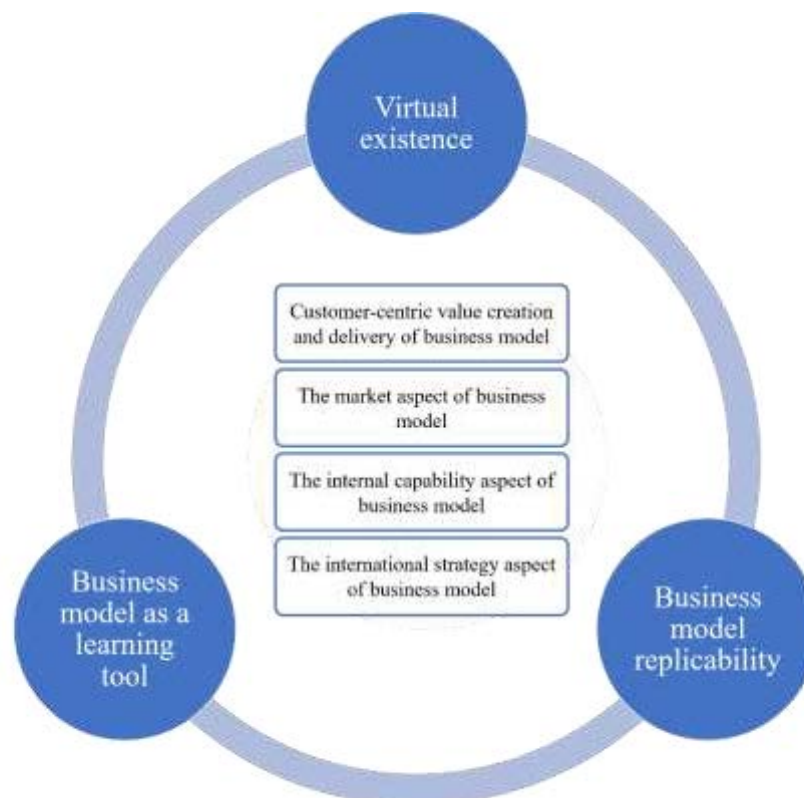 Virtual
existence
Customer-centric value creation
and delivery of business model
The market aspect of business
model
The internal capability aspect of
business model
The international strategy aspect
of business model
Business
model as a
learning
tool
Business
model
replicability